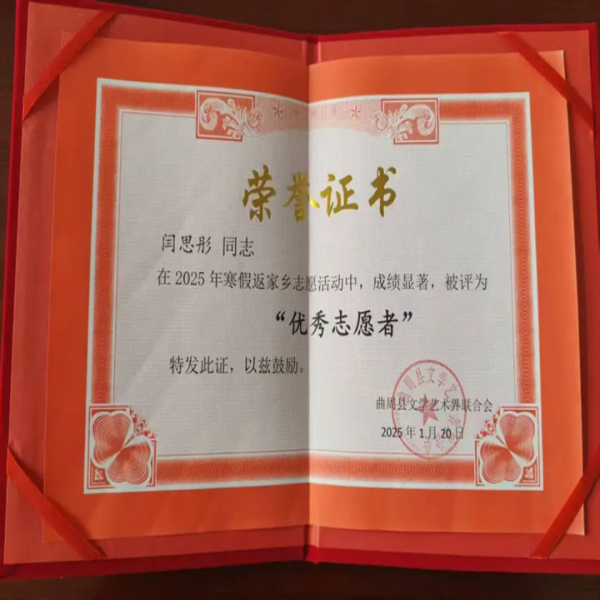 荣誉证书
闫思彤 同志
在2025年寒假返家乡志愿活动中，成绩显著，被评为
“优秀志愿者”
特发此证，以兹鼓励。
曲周县文学艺术界联合会
2025年1月20日